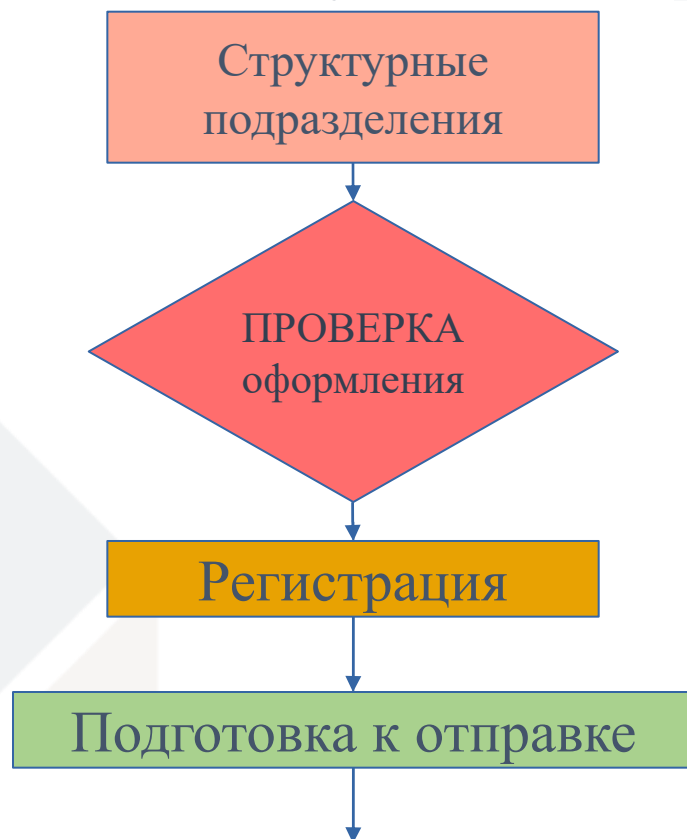 Структурные
подразделения
ПРОВЕРКА
оформления
Регистрация
Подготовка к отправке